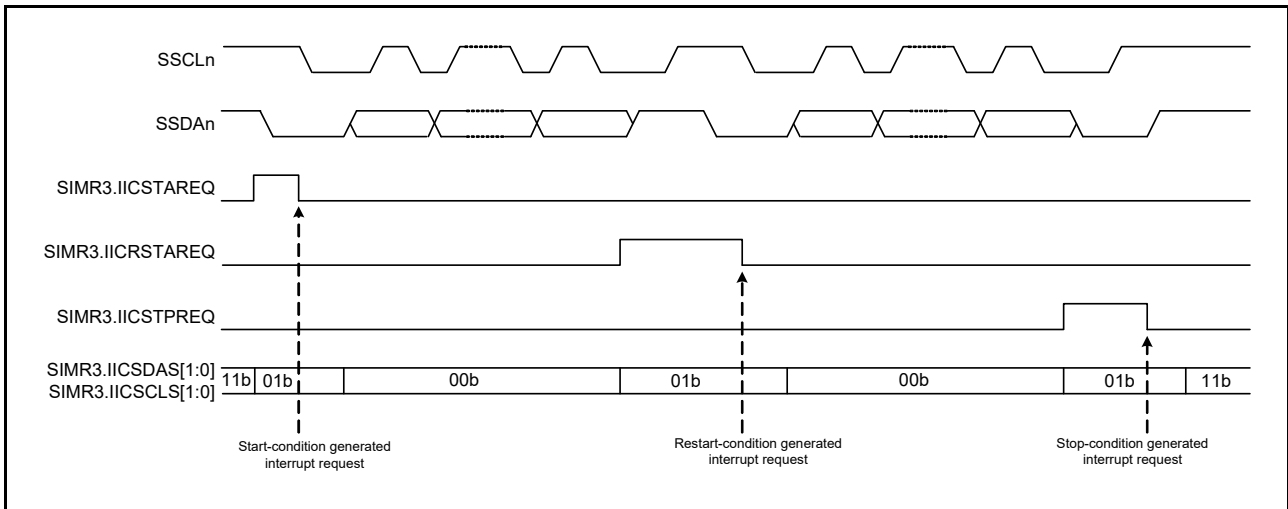 SSCLn
SSDAn
SIMR3.IICSTAREQ
SIMR3.IICRSTAREQ
SIMR3.IICSTPREQ
SIMR3.IICSDAS[1:0]
SIMR3.IICSCLS[1:0]
11b 01b 00b 01b 00b 01b 11b
Start-condition generated
interrupt request
Restart-condition generated
interrupt request
Stop-condition generated
interrupt request